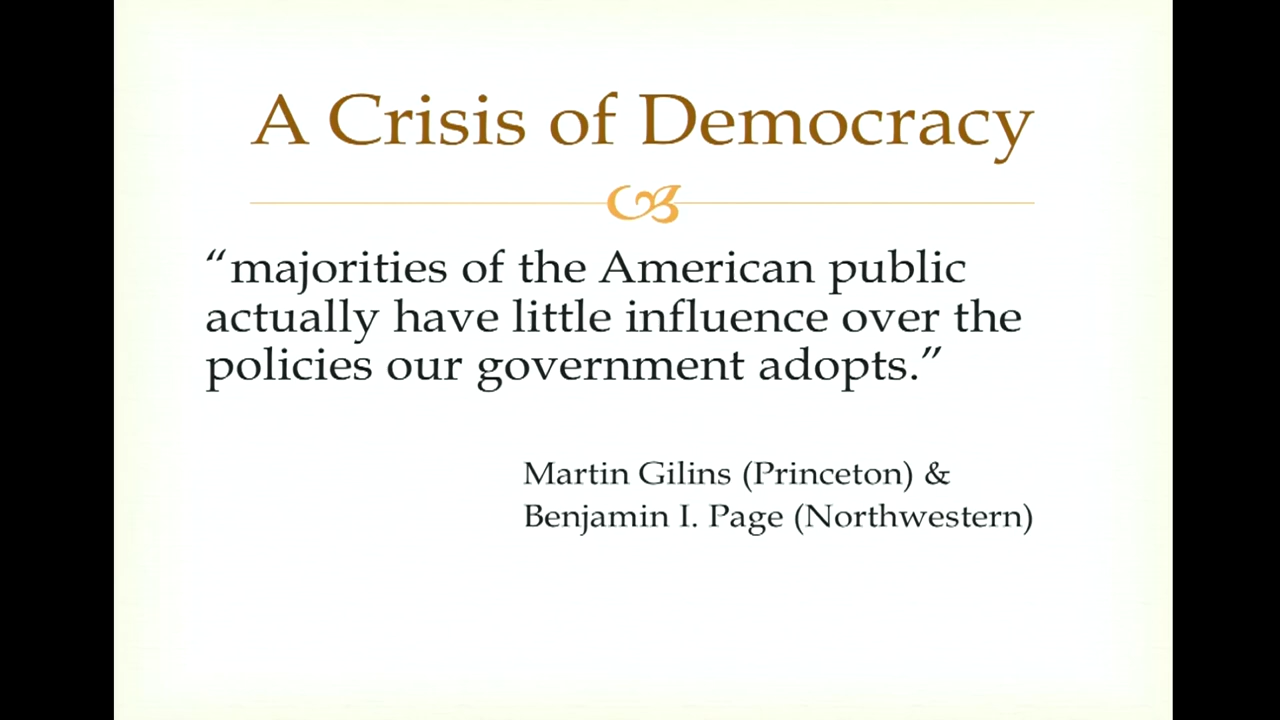 A Crisis of Democracy
“majorities of the American public
actually have little influence over the
policies our government adopts.”
Martin Gilins (Princeton) &
Benjamin I. Page (Northwestern)